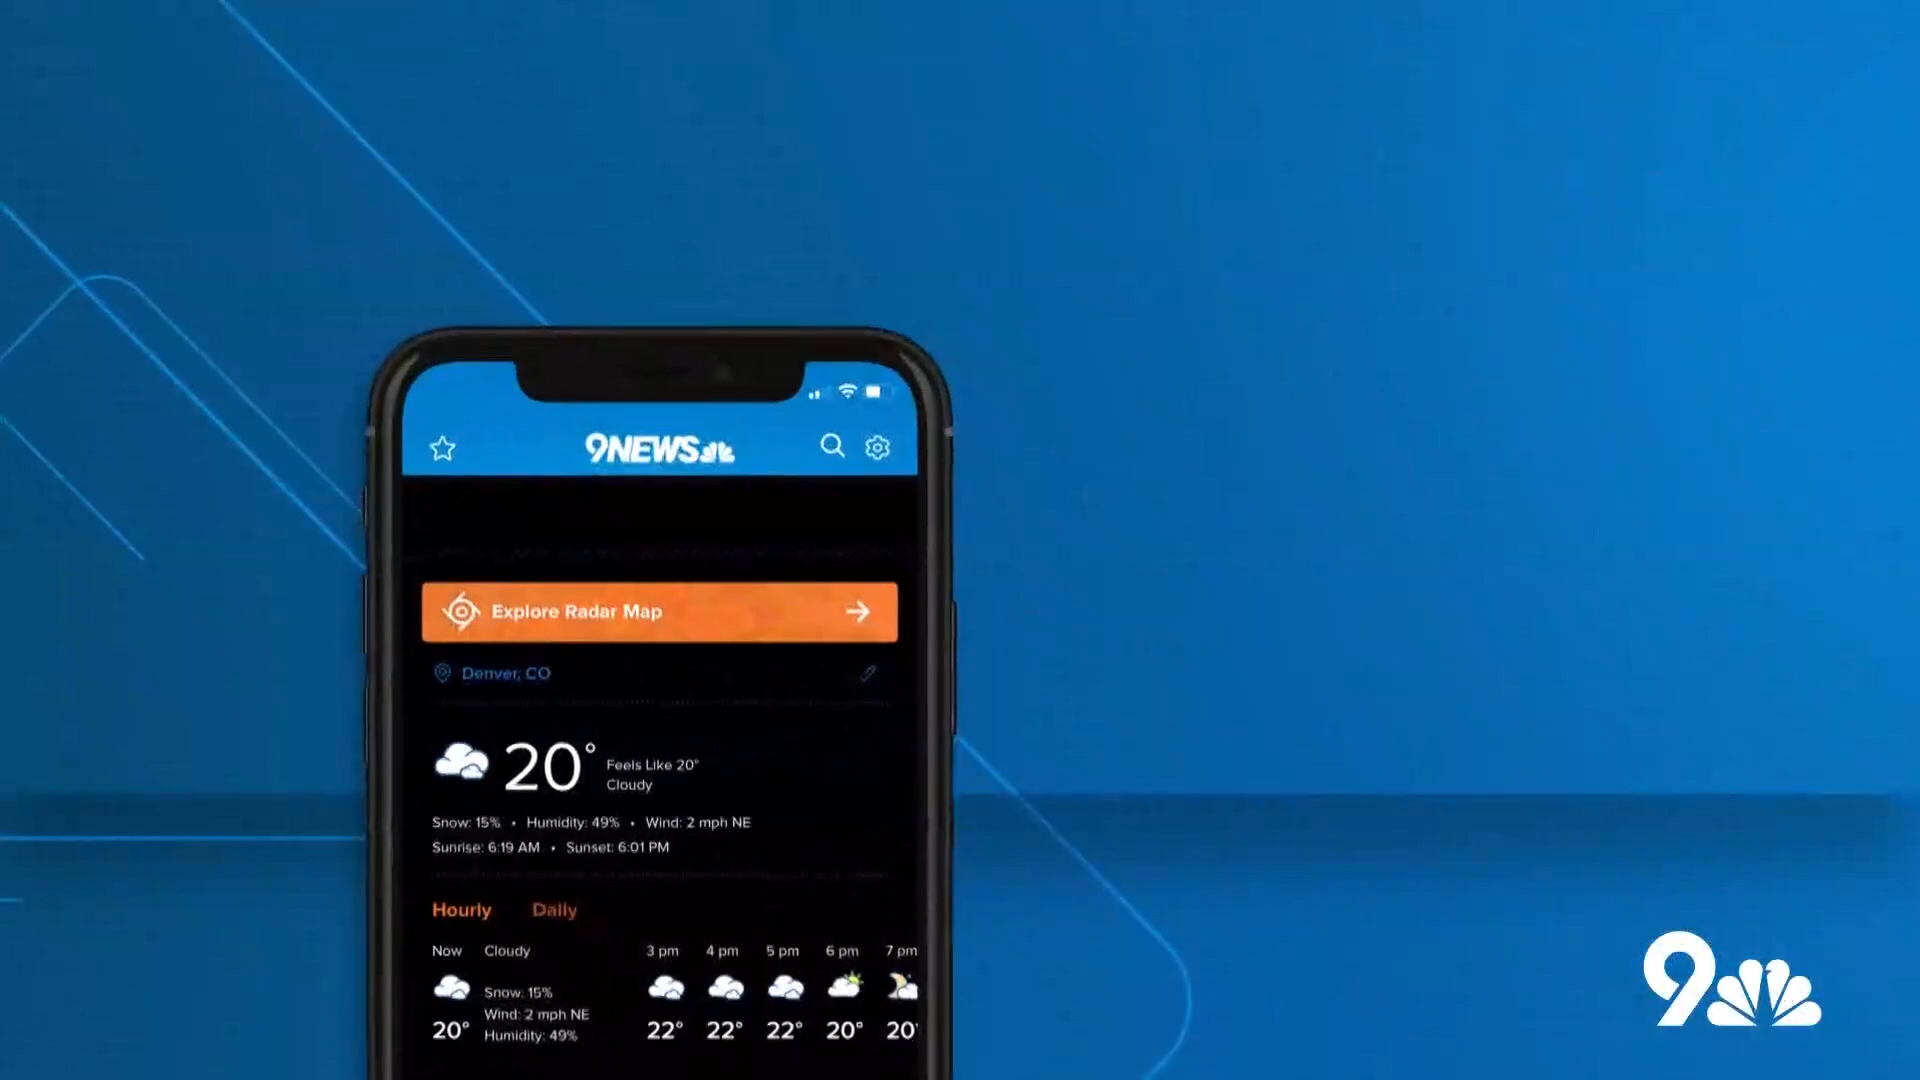 9NEWS
Explore Radar Map
Denver, CO
20° Feels Like 20°
Cloudy
Snow: 15% • Humidity: 49% • Wind: 2 mph NE
Sunrise: 6:19 AM • Sunset: 6:01 PM
Hourly Daily
Now Cloudy 3 pm 4 pm 5 pm 6 pm 7 pm
Snow: 15%
Wind: 2 mph NE
20° Humidity: 49% 22° 22° 22° 20° 20°
9